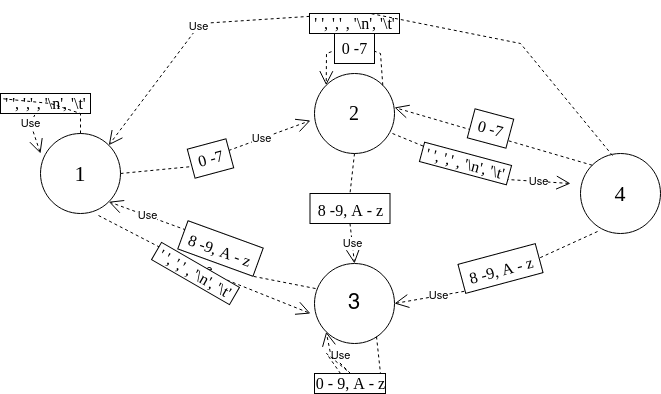 ' ', ',' , '\n', '\t'
Use
0 -7
' ', ',' , '\n', '\t'
Use
2
0 -7
Use
1
0 -7
' ', ',' , '\n', '\t'
Use
4
8 -9, A - z
Use
8 -9, A - z
Use
8 -9, A - z
' ', ',' , '\n', '\t'
Use
3
Use
0 - 9, A - z